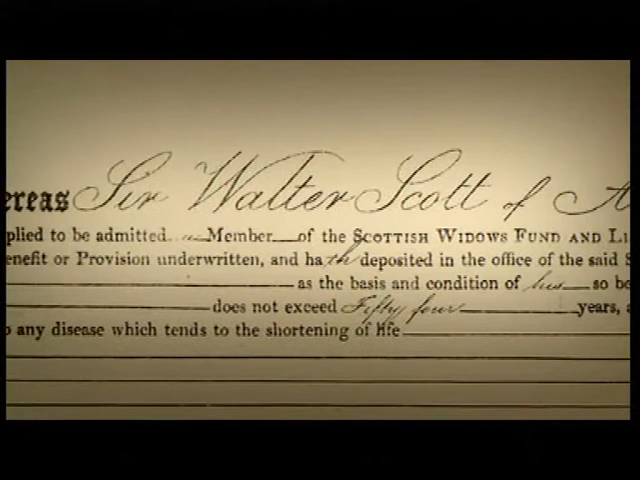 ereas Sir Walter Scott of A
plied to be admitted a Member of the SCOTTISH WIDOWS FUND AND LI
enefit or Provision underwritten, and hath deposited in the office of the said S
as the basis and condition of his so be
does not exceed Fifty four years, a
o any disease which tends to the shortening of life